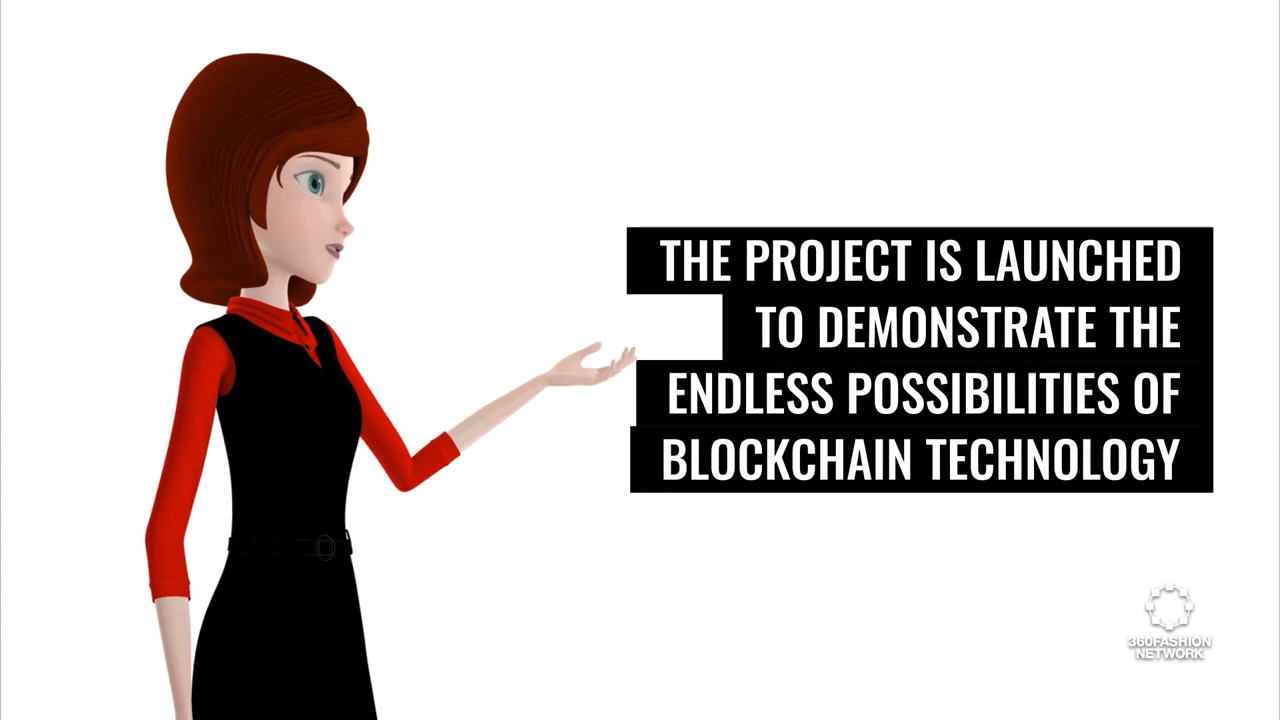 THE PROJECT IS LAUNCHED
TO DEMONSTRATE THE
ENDLESS POSSIBILITIES OF
BLOCKCHAIN TECHNOLOGY
360FASHION
NETWORK